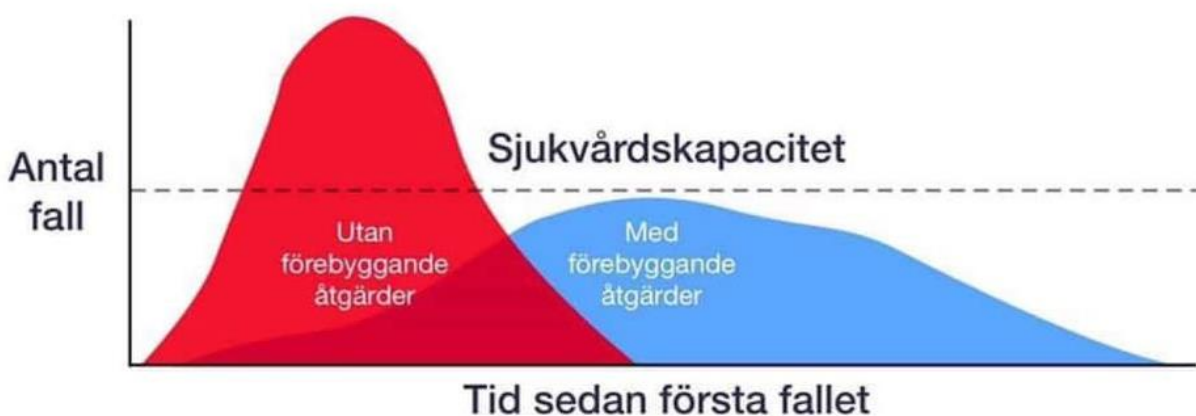 Antal
fall
Sjukvårdskapacitet
Utan
förebyggande
åtgärder
Med
förebyggande
åtgärder
Tid sedan första fallet